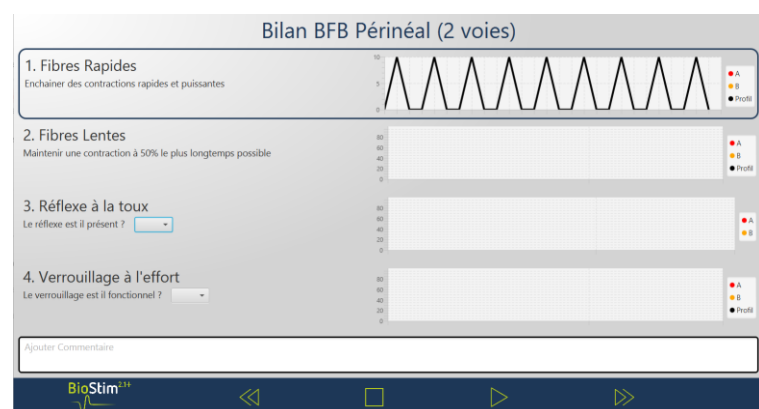 Bilan BFB Périnéal (2 voies)
1. Fibres Rapides
Enchainer des contractions rapides et puissantes
10
5
0
A
B
Profil
2. Fibres Lentes
Maintenir une contraction à 50% le plus longtemps possible
80
60
40
20
0
A
B
Profil
3. Réflexe à la toux
Le réflexe est il présent ?
80
60
40
20
0
A
B
4. Verrouillage à l'effort
Le verrouillage est il fonctionnel ?
80
60
40
20
0
A
B
Profil
Ajouter Commentaire
BioStim 2.1+